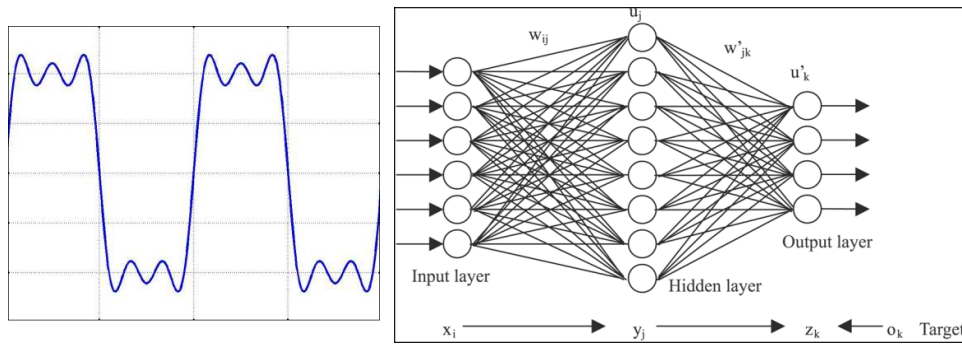 u_j
w_ij
w'_jk
u'_k
Output layer
Input layer
Hidden layer
x_i y_j z_k o_k Target